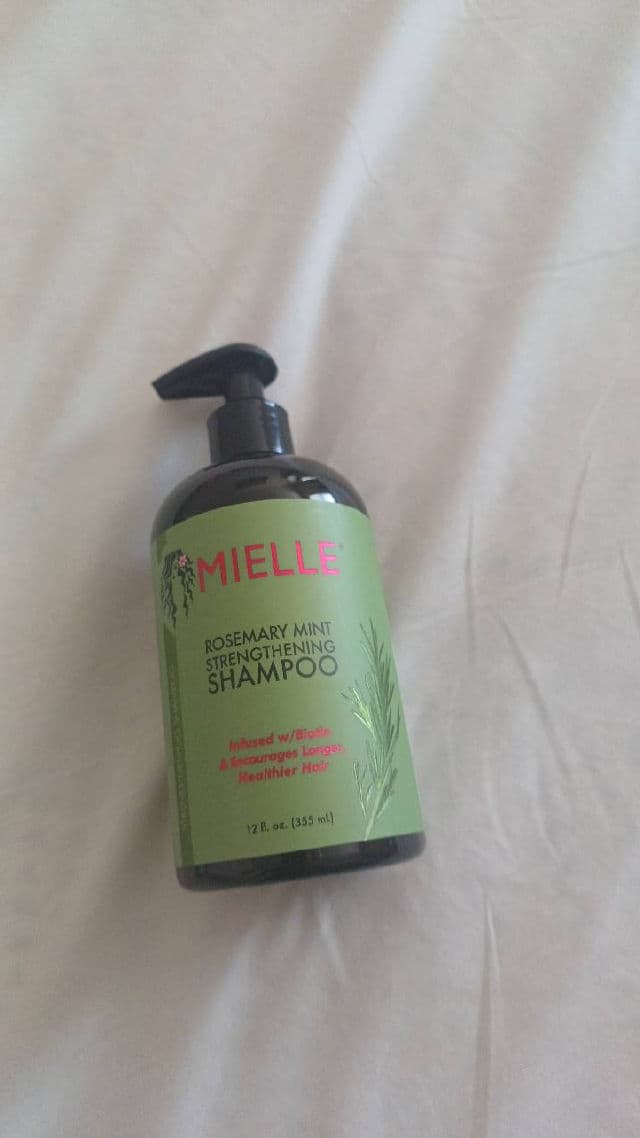 MIELLE
ROSEMARY MINT
STRENGTHENING
SHAMPOO
Infused w/Biotin
& Encourages Longer,
Healthier Hair
12 fl. oz. (355 ml)